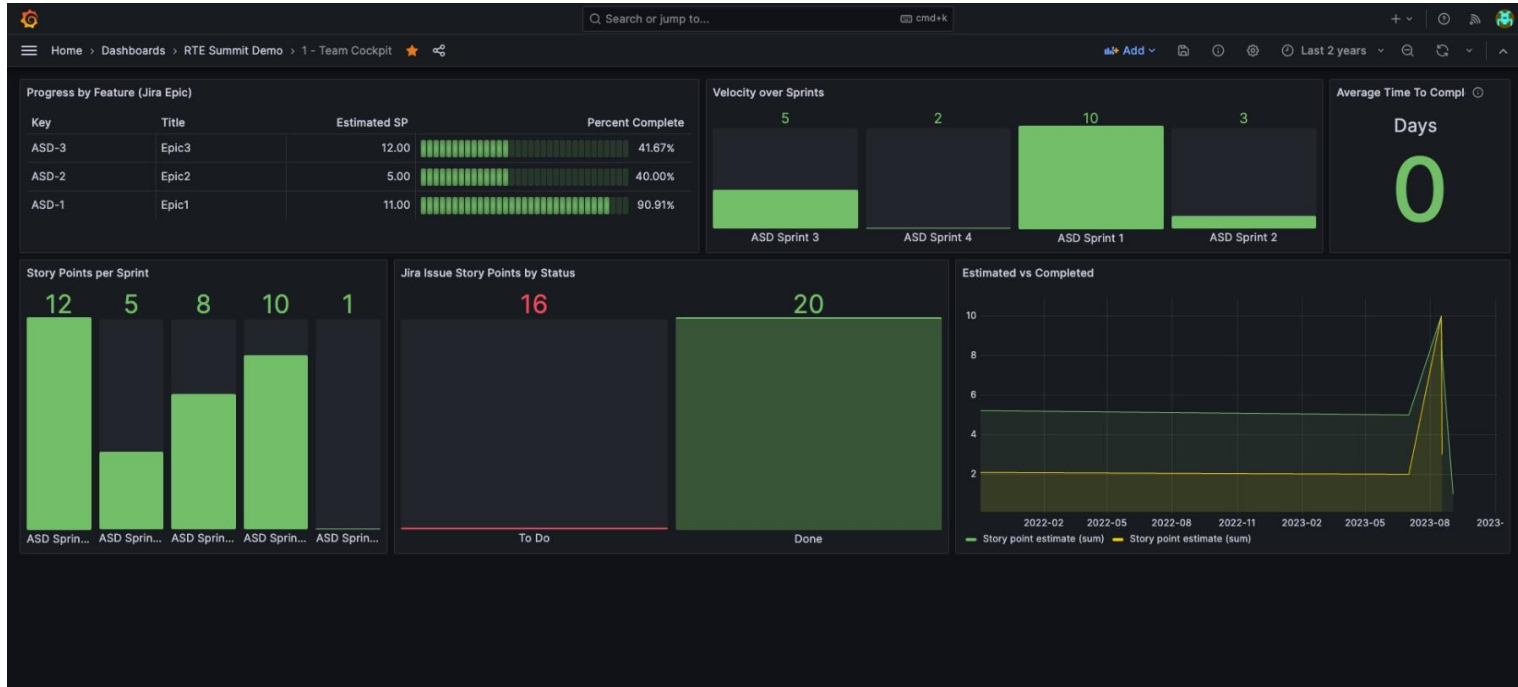 Search or jump to... cmd+k
Home > Dashboards > RTE Summit Demo > 1 - Team Cockpit Add Last 2 years
Progress by Feature (Jira Epic)
Key Title Estimated SP Percent Complete
ASD-3 Epic3 12.00 41.67%
ASD-2 Epic2 5.00 40.00%
ASD-1 Epic1 11.00 90.91%
Velocity over Sprints
5 2 10 3
ASD Sprint 3 ASD Sprint 4 ASD Sprint 1 ASD Sprint 2
Average Time To Compl
Days
0
Story Points per Sprint
12 5 8 10 1
ASD Sprin... ASD Sprin... ASD Sprin... ASD Sprin... ASD Sprin...
Jira Issue Story Points by Status
16 20
To Do Done
Estimated vs Completed
10
8
6
4
2
2022-02 2022-05 2022-08 2022-11 2023-02 2023-05 2023-08 2023-
Story point estimate (sum) Story point estimate (sum)